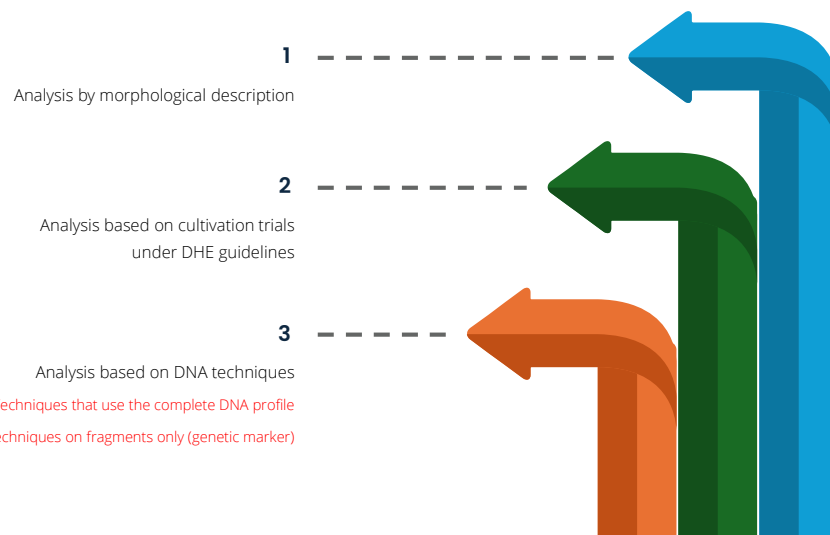 1
Analysis by morphological description
2
Analysis based on cultivation trials
under DHE guidelines
3
Analysis based on DNA techniques
that use the complete DNA profile
on fragments only (genetic marker)